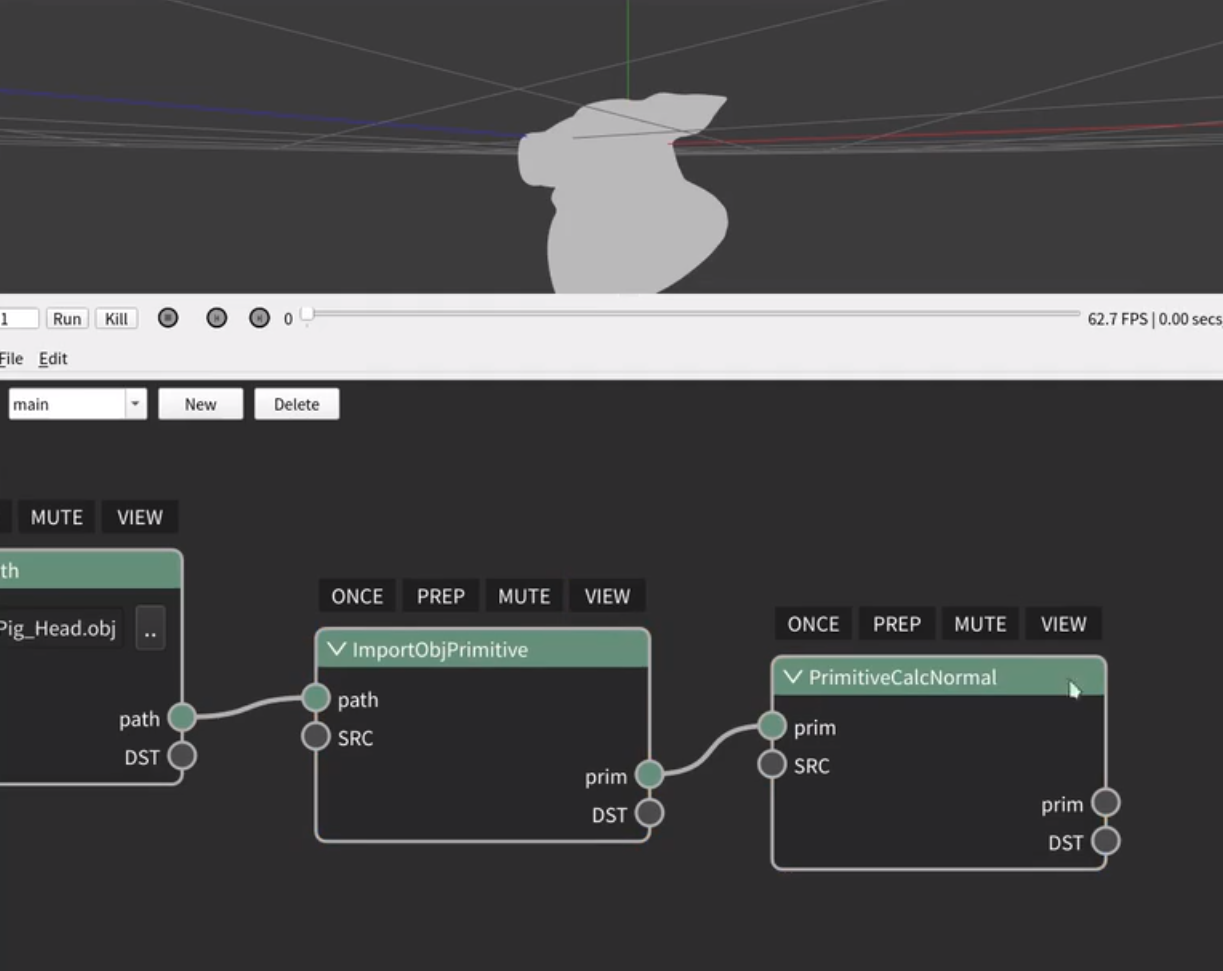 1 Run Kill 0 62.7 FPS | 0.00 secs
File Edit
main New Delete
MUTE VIEW
th
Pig_Head.obj ..
path
DST
ONCE PREP MUTE VIEW
ImportObjPrimitive
path
SRC
prim
DST
ONCE PREP MUTE VIEW
PrimitiveCalcNormal
prim
SRC
prim
DST